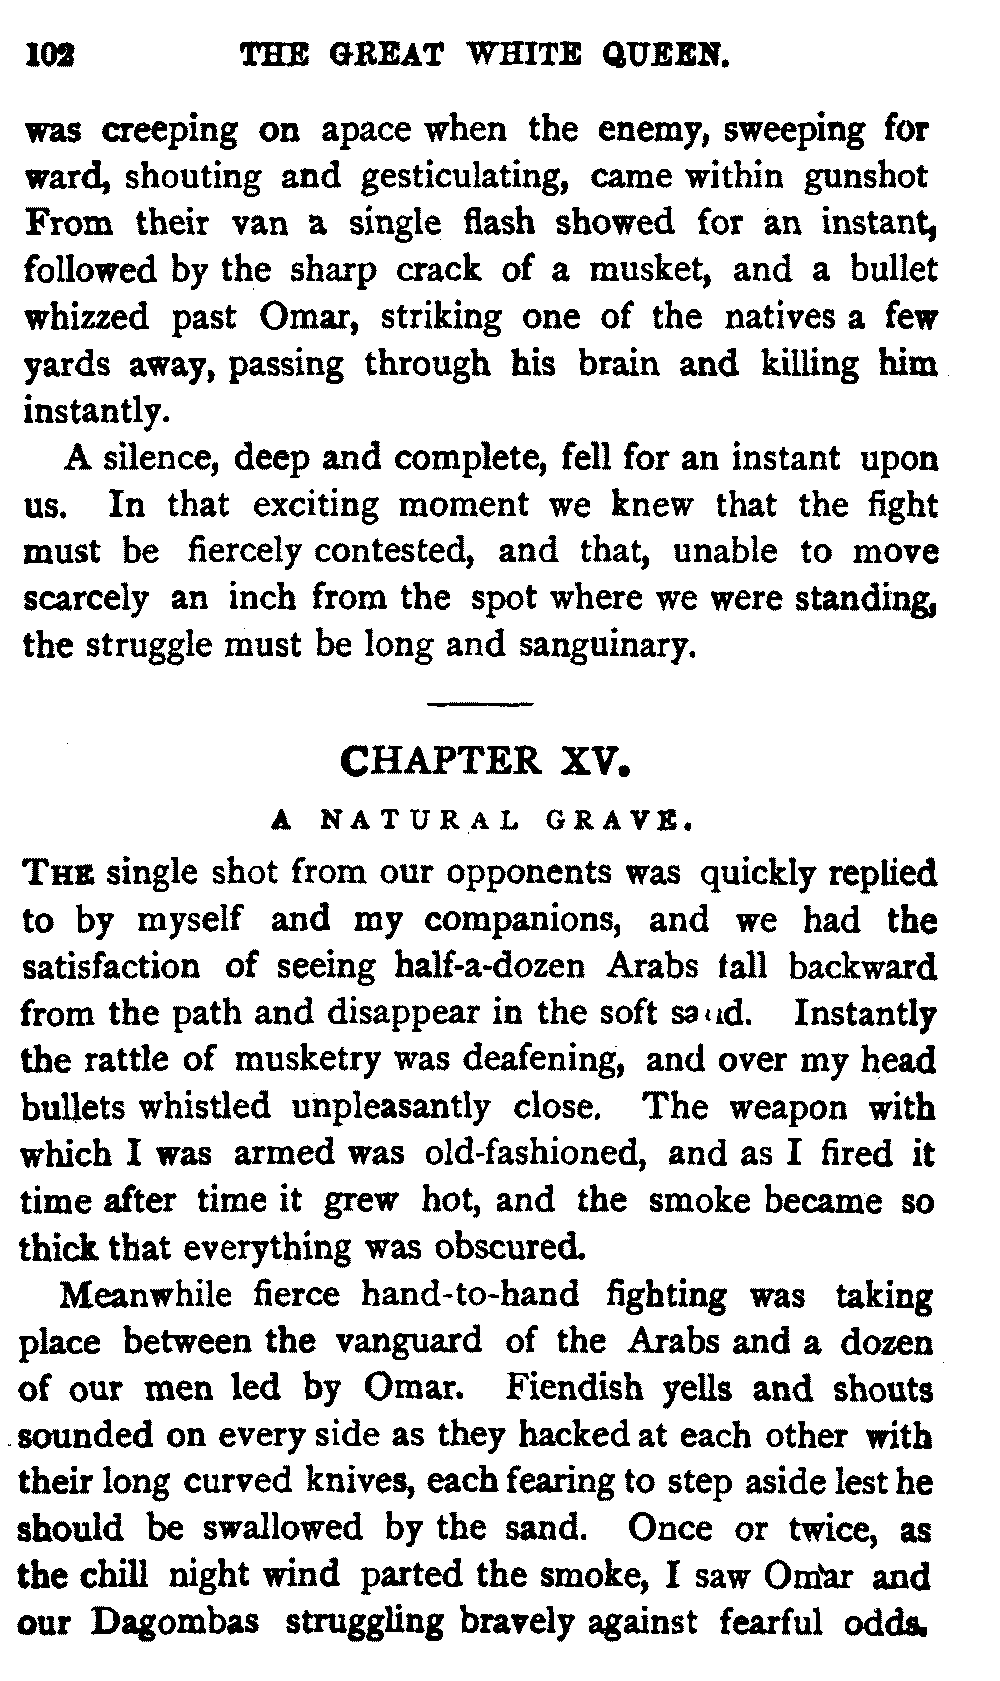 102 THE GREAT WHITE QUEEN.
was creeping on apace when the enemy, sweeping for
ward, shouting and gesticulating, came within gunshot
From their van a single flash showed for an instant,
followed by the sharp crack of a musket, and a bullet
whizzed past Omar, striking one of the natives a few
yards away, passing through his brain and killing him
instantly.
A silence, deep and complete, fell for an instant upon
us. In that exciting moment we knew that the fight
must be fiercely contested, and that, unable to move
scarcely an inch from the spot where we were standing,
the struggle must be long and sanguinary.
CHAPTER XV.
A NATURAL GRAVE.
THE single shot from our opponents was quickly replied
to by myself and my companions, and we had the
satisfaction of seeing half-a-dozen Arabs fall backward
from the path and disappear in the soft sand. Instantly
the rattle of musketry was deafening, and over my head
bullets whistled unpleasantly close. The weapon with
which I was armed was old-fashioned, and as I fired it
time after time it grew hot, and the smoke became so
thick that everything was obscured.
Meanwhile fierce hand-to-hand fighting was taking
place between the vanguard of the Arabs and a dozen
of our men led by Omar. Fiendish yells and shouts
sounded on every side as they hacked at each other with
their long curved knives, each fearing to step aside lest he
should be swallowed by the sand. Once or twice, as
the chill night wind parted the smoke, I saw Omar and
our Dagombas struggling bravely against fearful odds.